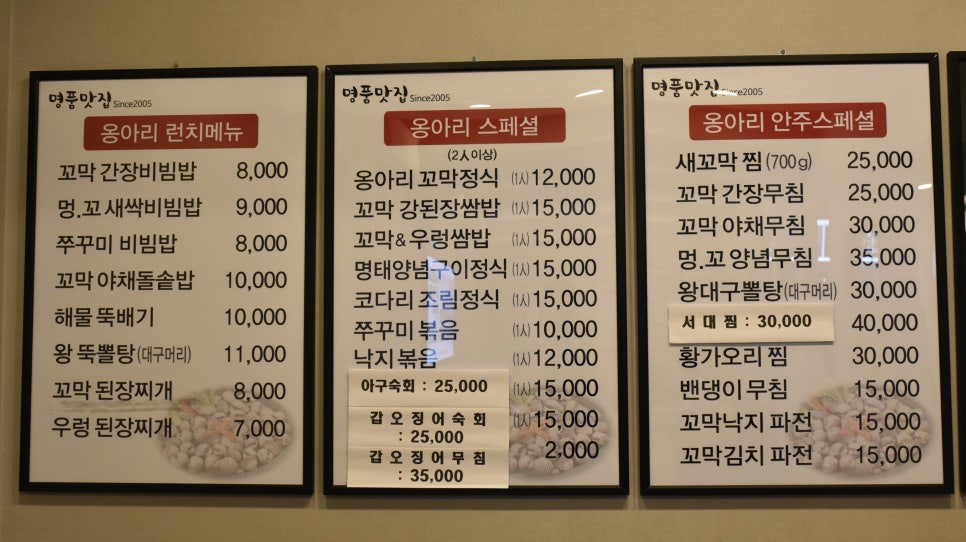 명품맛집 Since2005
옹아리 런치메뉴
꼬막 간장비빔밥 8,000
멍.꼬 새싹비빔밥 9,000
쭈꾸미 비빔밥 8,000
꼬막 야채돌솥밥 10,000
해물 뚝배기 10,000
왕 뚝뽈탕(대구머리) 11,000
꼬막 된장찌개 8,000
우렁 된장찌개 7,000
명품맛집 Since2005
옹아리 스페셜
(2人이상)
옹아리 꼬막정식 (1人) 12,000
꼬막 강된장쌈밥 (1人) 15,000
꼬막&우렁쌈밥 (1人) 15,000
명태양념구이정식 (1人) 15,000
코다리 조림정식 (1人) 15,000
쭈꾸미 볶음 (1人) 10,000
낙지 볶음 (1人) 12,000
아구숙회 : 25,000 (1人) 15,000
갑오징어숙회 (1人) 15,000
: 25,000
갑오징어무침 2,000
: 35,000
명품맛집 Since2005
옹아리 안주스페셜
새꼬막 찜(700g) 25,000
꼬막 간장무침 25,000
꼬막 야채무침 30,000
멍.꼬 양념무침 35,000
왕대구뽈탕(대구머리) 30,000
서대찜 : 30,000 40,000
황가오리 찜 30,000
밴댕이 무침 15,000
꼬막낙지 파전 15,000
꼬막김치 파전 15,000